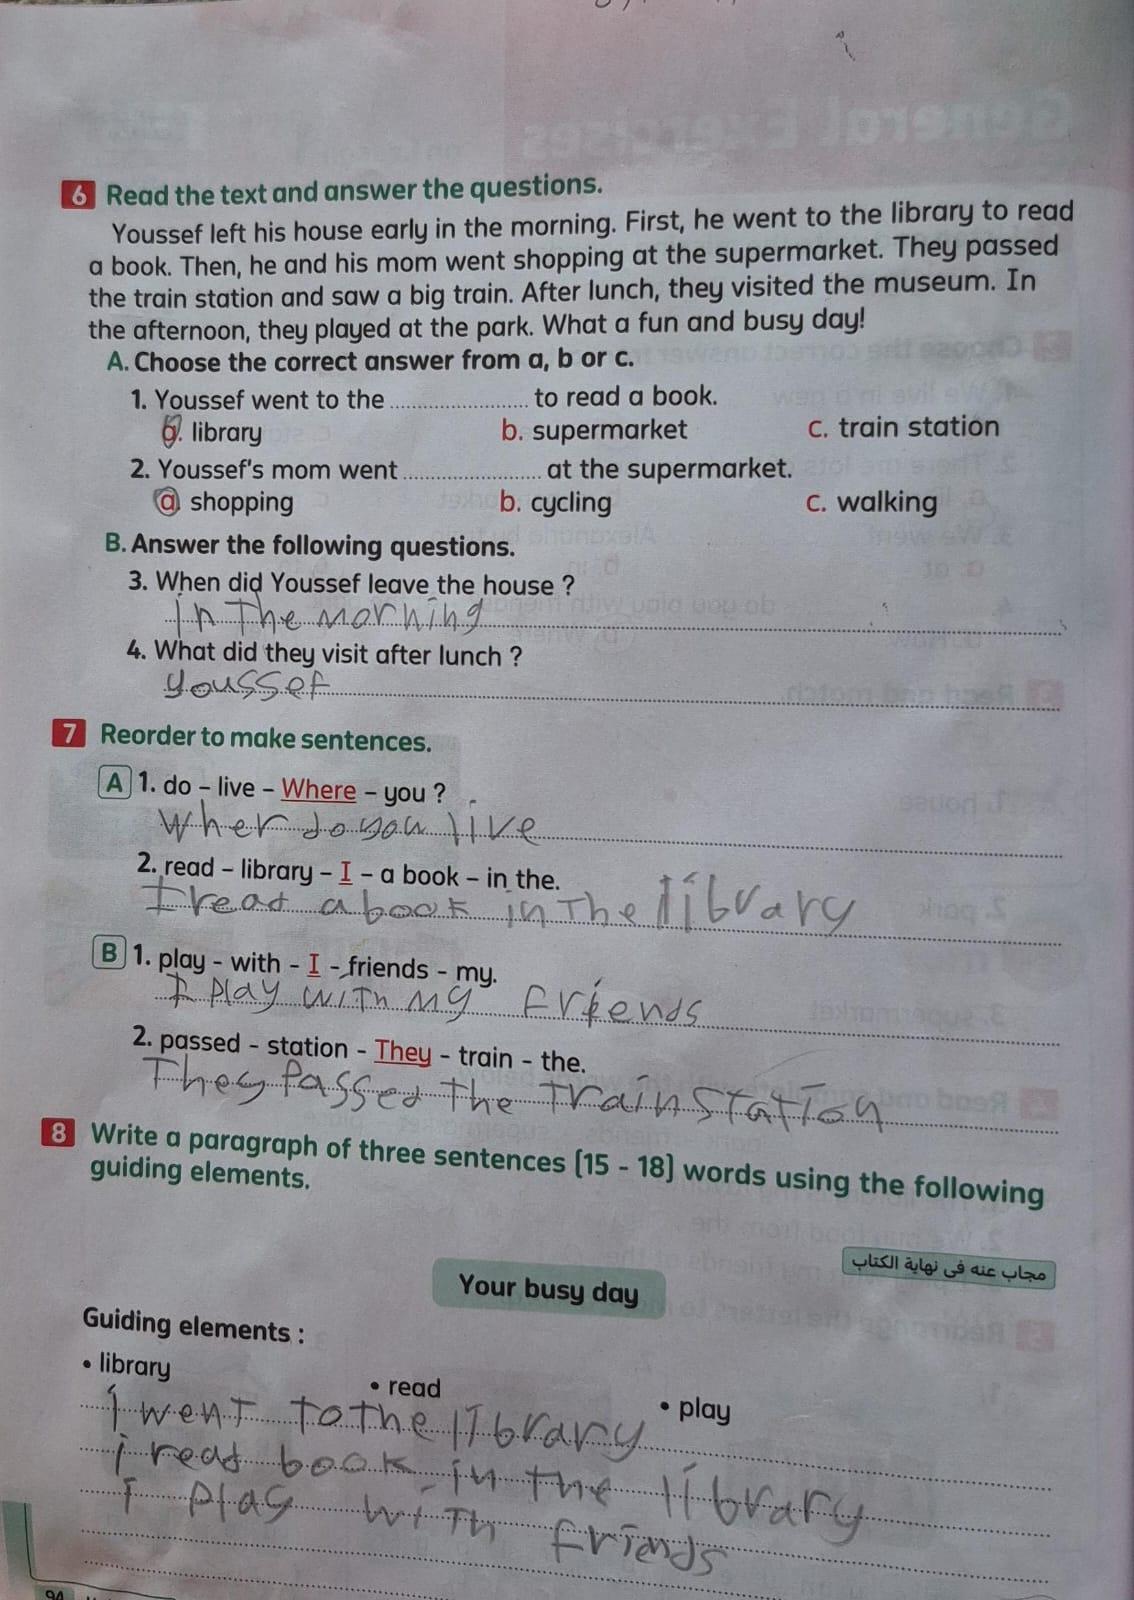 6 Read the text and answer the questions.
Youssef left his house early in the morning. First, he went to the library to read
a book. Then, he and his mom went shopping at the supermarket. They passed
the train station and saw a big train. After lunch, they visited the museum. In
the afternoon, they played at the park. What a fun and busy day!
A. Choose the correct answer from a, b or c.
1. Youssef went to the ........................ to read a book.
a. library b. supermarket c. train station
2. Youssef's mom went ........................ at the supermarket.
a. shopping b. cycling c. walking
B. Answer the following questions.
3. When did Youssef leave the house ?
in the morning
4. What did they visit after lunch ?
youssef
7 Reorder to make sentences.
A 1. do – live – Where – you ?
Wher do you live
2. read – library – I – a book – in the.
I read a book in the library
B 1. play - with - I - friends - my.
I play with my friends
2. passed - station - They - train - the.
They passed the train station
8 Write a paragraph of three sentences (15 - 18) words using the following
guiding elements.
مجاب عنه فى نهاية الكتاب
Your busy day
Guiding elements :
• library • read • play
i went to the library
i read book in the library
i play with friends
94